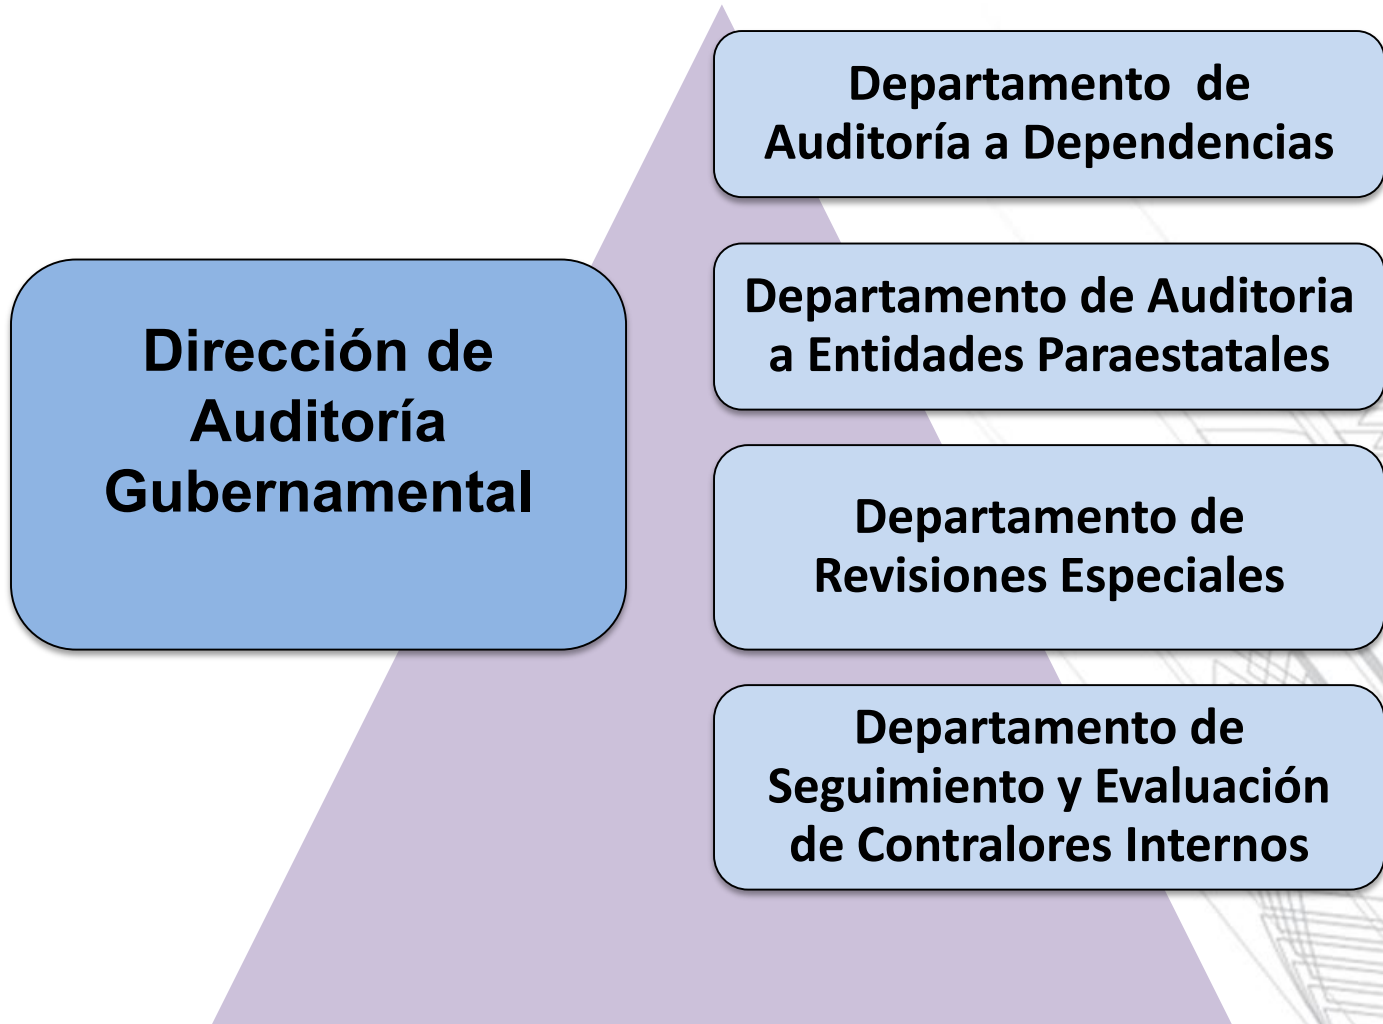 Dirección de
Auditoría
Gubernamental
Departamento de
Auditoría a Dependencias
Departamento de Auditoria
a Entidades Paraestatales
Departamento de
Revisiones Especiales
Departamento de
Seguimiento y Evaluación
de Contralores Internos